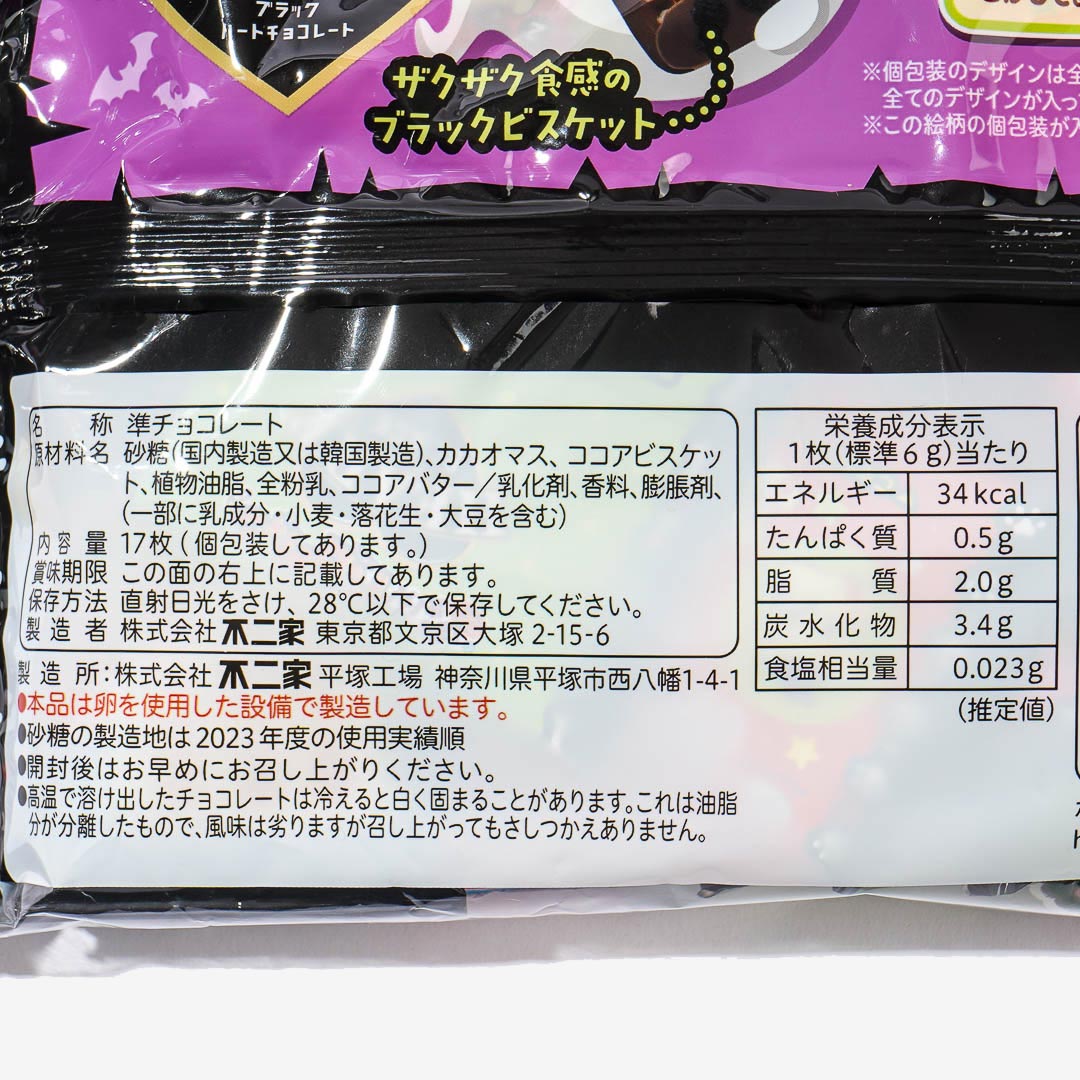 ブラック
ハートチョコレート
ザクザク食感の
ブラックビスケット
※個包装のデザインは全
全てのデザインが入っ
※この絵柄の個包装が入
名称 準チョコレート
原材料名 砂糖(国内製造又は韓国製造)、カカオマス、ココアビスケッ
ト、植物油脂、全粉乳、ココアバター/乳化剤、香料、膨脹剤、
(一部に乳成分・小麦・落花生・大豆を含む)
内容量 17枚(個包装してあります。)
賞味期限 この面の右上に記載してあります。
保存方法 直射日光をさけ、28℃以下で保存してください。
製造者 株式会社不二家 東京都文京区大塚2-15-6
製造所:株式会社不二家 平塚工場 神奈川県平塚市西八幡1-4-1
●本品は卵を使用した設備で製造しています。
●砂糖の製造地は2023年度の使用実績順
●開封後はお早めにお召し上がりください。
●高温で溶け出したチョコレートは冷えると白く固まることがあります。これは油脂
分が分離したもので、風味は劣りますが召し上がってもさしつかえありません。
栄養成分表示
1枚(標準6g)当たり
エネルギー 34kcal
たんぱく質 0.5g
脂質 2.0g
炭水化物 3.4g
食塩相当量 0.023g
(推定値)